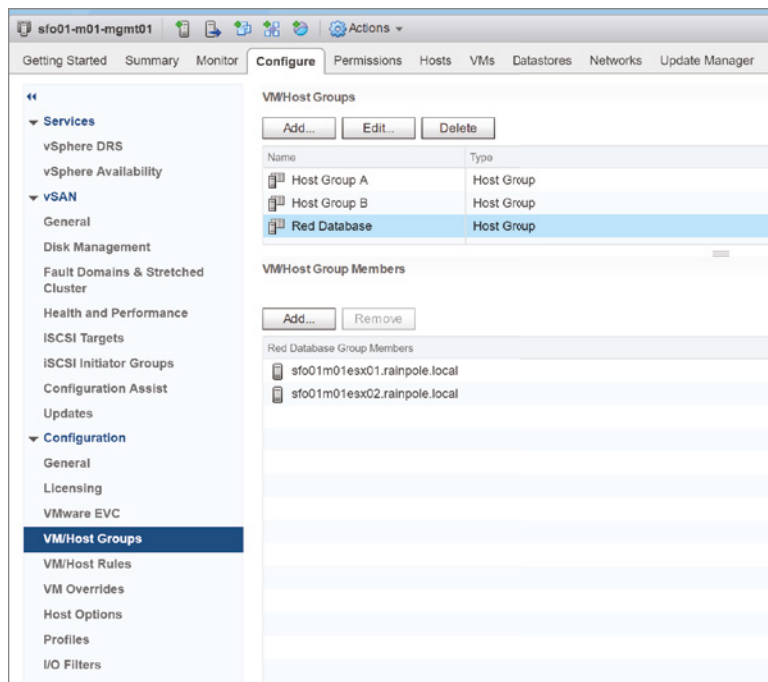 sfo01-m01-mgmt01 Actions
Getting Started Summary Monitor Configure Permissions Hosts VMs Datastores Networks Update Manager
Services
vSphere DRS
vSphere Availability
vSAN
General
Disk Management
Fault Domains & Stretched
Cluster
Health and Performance
iSCSI Targets
iSCSI Initiator Groups
Configuration Assist
Updates
Configuration
General
Licensing
VMware EVC
VM/Host Groups
VM/Host Rules
VM Overrides
Host Options
Profiles
I/O Filters
VM/Host Groups
Add... Edit... Delete
Name Type
Host Group A Host Group
Host Group B Host Group
Red Database Host Group
VM/Host Group Members
Add... Remove
Red Database Group Members
sfo01m01esx01.rainpole.local
sfo01m01esx02.rainpole.local